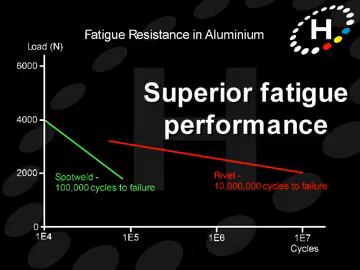 Fatigue Resistance in Aluminium
H
Load (N)
6000
Superior fatigue
performance
4000
2000
Spotweld -
100,000 cycles to failure
Rivet -
10,000,000 cycles to failure
0
1E4
1E5
1E6
1E7
Cycles